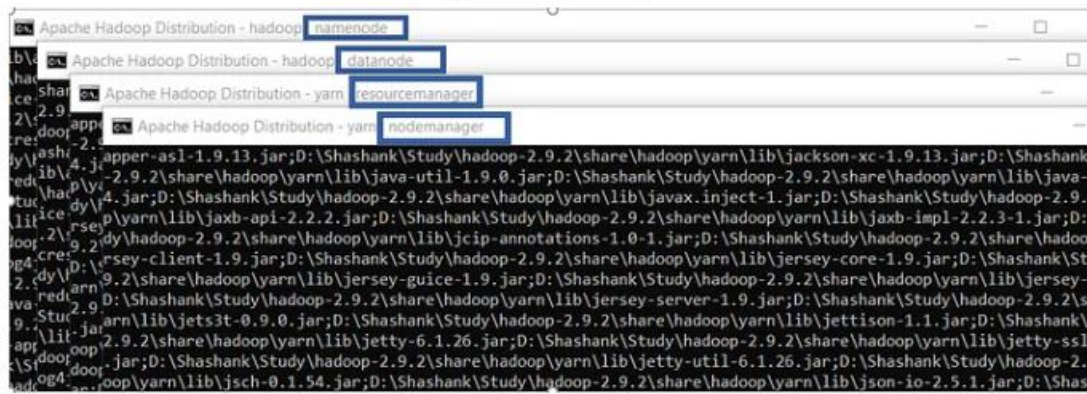 Apache Hadoop Distribution - hadoop namenode
Apache Hadoop Distribution - hadoop datanode
Apache Hadoop Distribution - yarn resourcemanager
Apache Hadoop Distribution - yarn nodemanager
apper-asl-1.9.13.jar;D:\Shashank\Study\hadoop-2.9.2\share\hadoop\yarn\lib\jackson-xc-1.9.13.jar;D:\Shashank
-2.9.2\share\hadoop\yarn\lib\java-util-1.9.0.jar;D:\Shashank\Study\hadoop-2.9.2\share\hadoop\yarn\lib\java-
4.jar;D:\Shashank\Study\hadoop-2.9.2\share\hadoop\yarn\lib\javax.inject-1.jar;D:\Shashank\Study\hadoop-2.9.
p\yarn\lib\jaxb-api-2.2.2.jar;D:\Shashank\Study\hadoop-2.9.2\share\hadoop\yarn\lib\jaxb-impl-2.2.3-1.jar;D:
dy\hadoop-2.9.2\share\hadoop\yarn\lib\jcip-annotations-1.0-1.jar;D:\Shashank\Study\hadoop-2.9.2\share\hadoo
rsey-client-1.9.jar;D:\Shashank\Study\hadoop-2.9.2\share\hadoop\yarn\lib\jersey-core-1.9.jar;D:\Shashank\St
9.2\share\hadoop\yarn\lib\jersey-guice-1.9.jar;D:\Shashank\Study\hadoop-2.9.2\share\hadoop\yarn\lib\jersey-
D:\Shashank\Study\hadoop-2.9.2\share\hadoop\yarn\lib\jersey-server-1.9.jar;D:\Shashank\Study\hadoop-2.9.2\
arn\lib\jets3t-0.9.0.jar;D:\Shashank\Study\hadoop-2.9.2\share\hadoop\yarn\lib\jettison-1.1.jar;D:\Shashank\
2.9.2\share\hadoop\yarn\lib\jetty-6.1.26.jar;D:\Shashank\Study\hadoop-2.9.2\share\hadoop\yarn\lib\jetty-ssl
.jar;D:\Shashank\Study\hadoop-2.9.2\share\hadoop\yarn\lib\jetty-util-6.1.26.jar;D:\Shashank\Study\hadoop-2.
oop\yarn\lib\jsch-0.1.54.jar;D:\Shashank\Study\hadoop-2.9.2\share\hadoop\yarn\lib\json-io-2.5.1.jar;D:\Shas